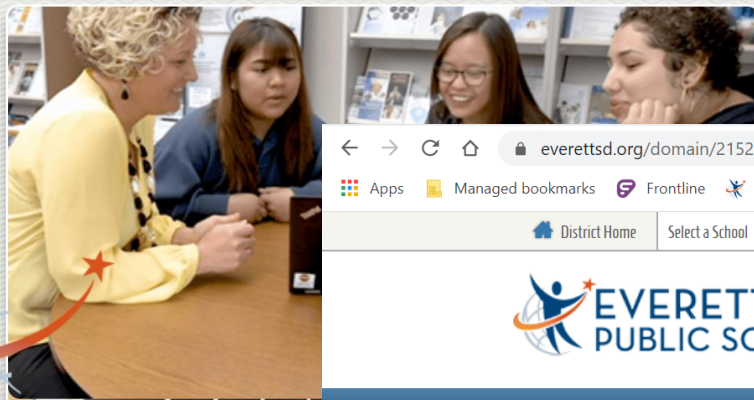 everettsd.org/domain/2152
Apps Managed bookmarks Frontline
District Home Select a School
EVERETT
PUBLIC SC